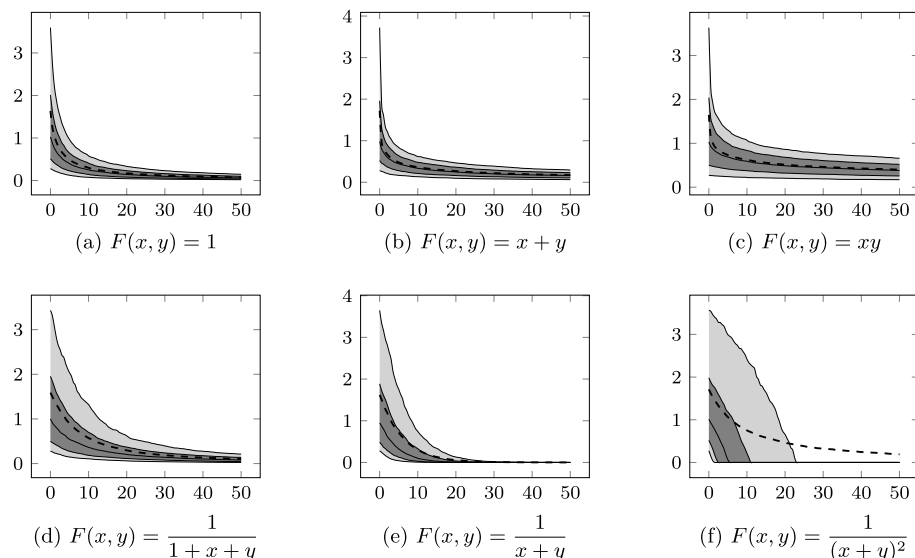 3
2
1
0
0 10 20 30 40 50
(a) F(x, y) = 1
4
3
2
1
0
0 10 20 30 40 50
(b) F(x, y) = x + y
3
2
1
0
0 10 20 30 40 50
(c) F(x, y) = xy
3
2
1
0
0 10 20 30 40 50
(d) F(x, y) = 1 / (1 + x + y)
4
3
2
1
0
0 10 20 30 40 50
(e) F(x, y) = 1 / (x + y)
3
2
1
0
0 10 20 30 40 50
(f) F(x, y) = 1 / (x + y)²